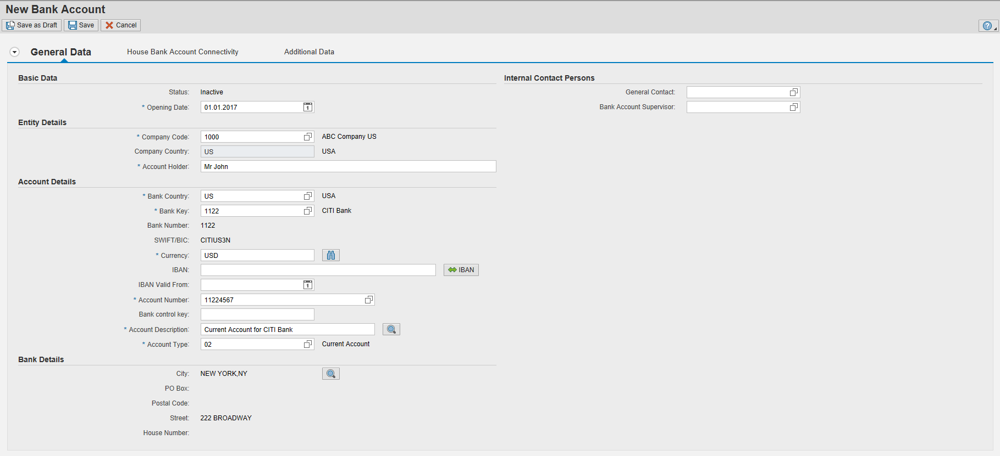 New Bank Account
Save as Draft Save Cancel
General Data House Bank Account Connectivity Additional Data
Basic Data
Status: Inactive
* Opening Date: 01.01.2017
Entity Details
* Company Code: 1000 ABC Company US
Company Country: US USA
* Account Holder: Mr John
Account Details
* Bank Country: US USA
* Bank Key: 1122 CITI Bank
Bank Number: 1122
SWIFT/BIC: CITIUS3N
* Currency: USD
IBAN: IBAN
IBAN Valid From:
* Account Number: 11224567
Bank control key:
* Account Description: Current Account for CITI Bank
* Account Type: 02 Current Account
Bank Details
City: NEW YORK,NY
PO Box:
Postal Code:
Street: 222 BROADWAY
House Number:
Internal Contact Persons
General Contact:
Bank Account Supervisor: